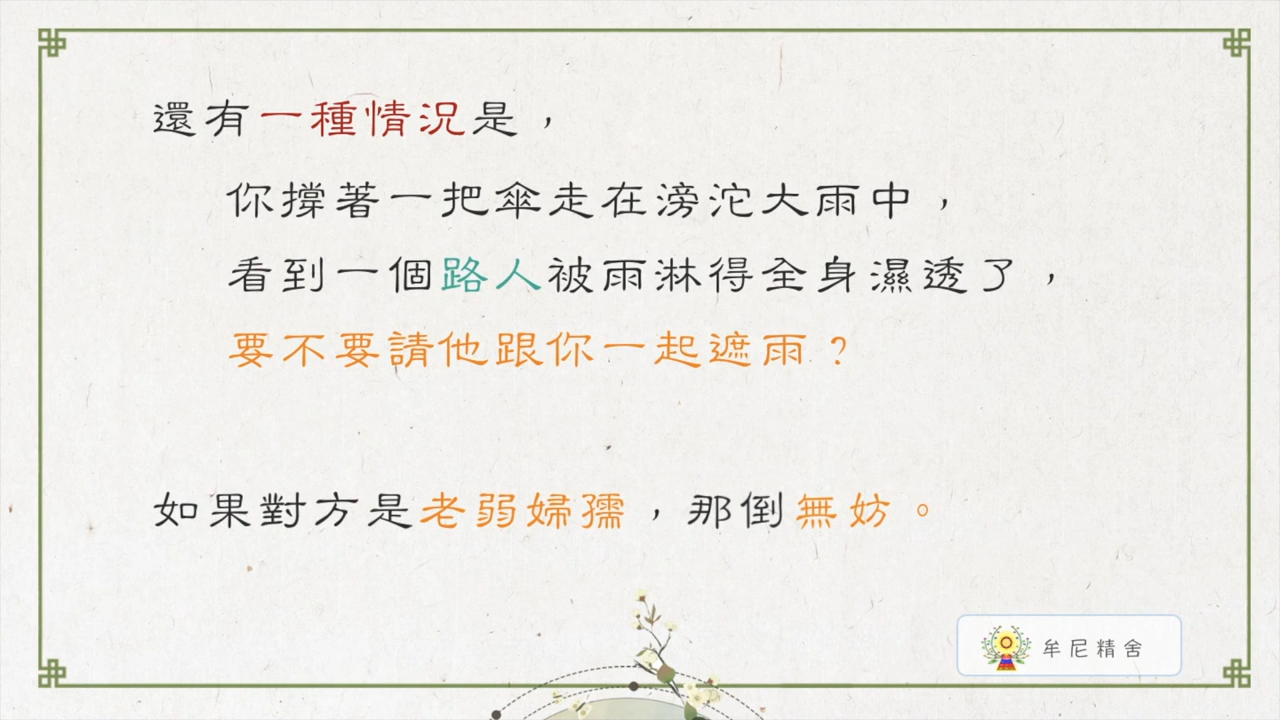 還有一種情況是，
你撐著一把傘走在滂沱大雨中，
看到一個路人被雨淋得全身濕透了，
要不要請他跟你一起遮雨？
如果對方是老弱婦孺，那倒無妨。
牟尼精舍